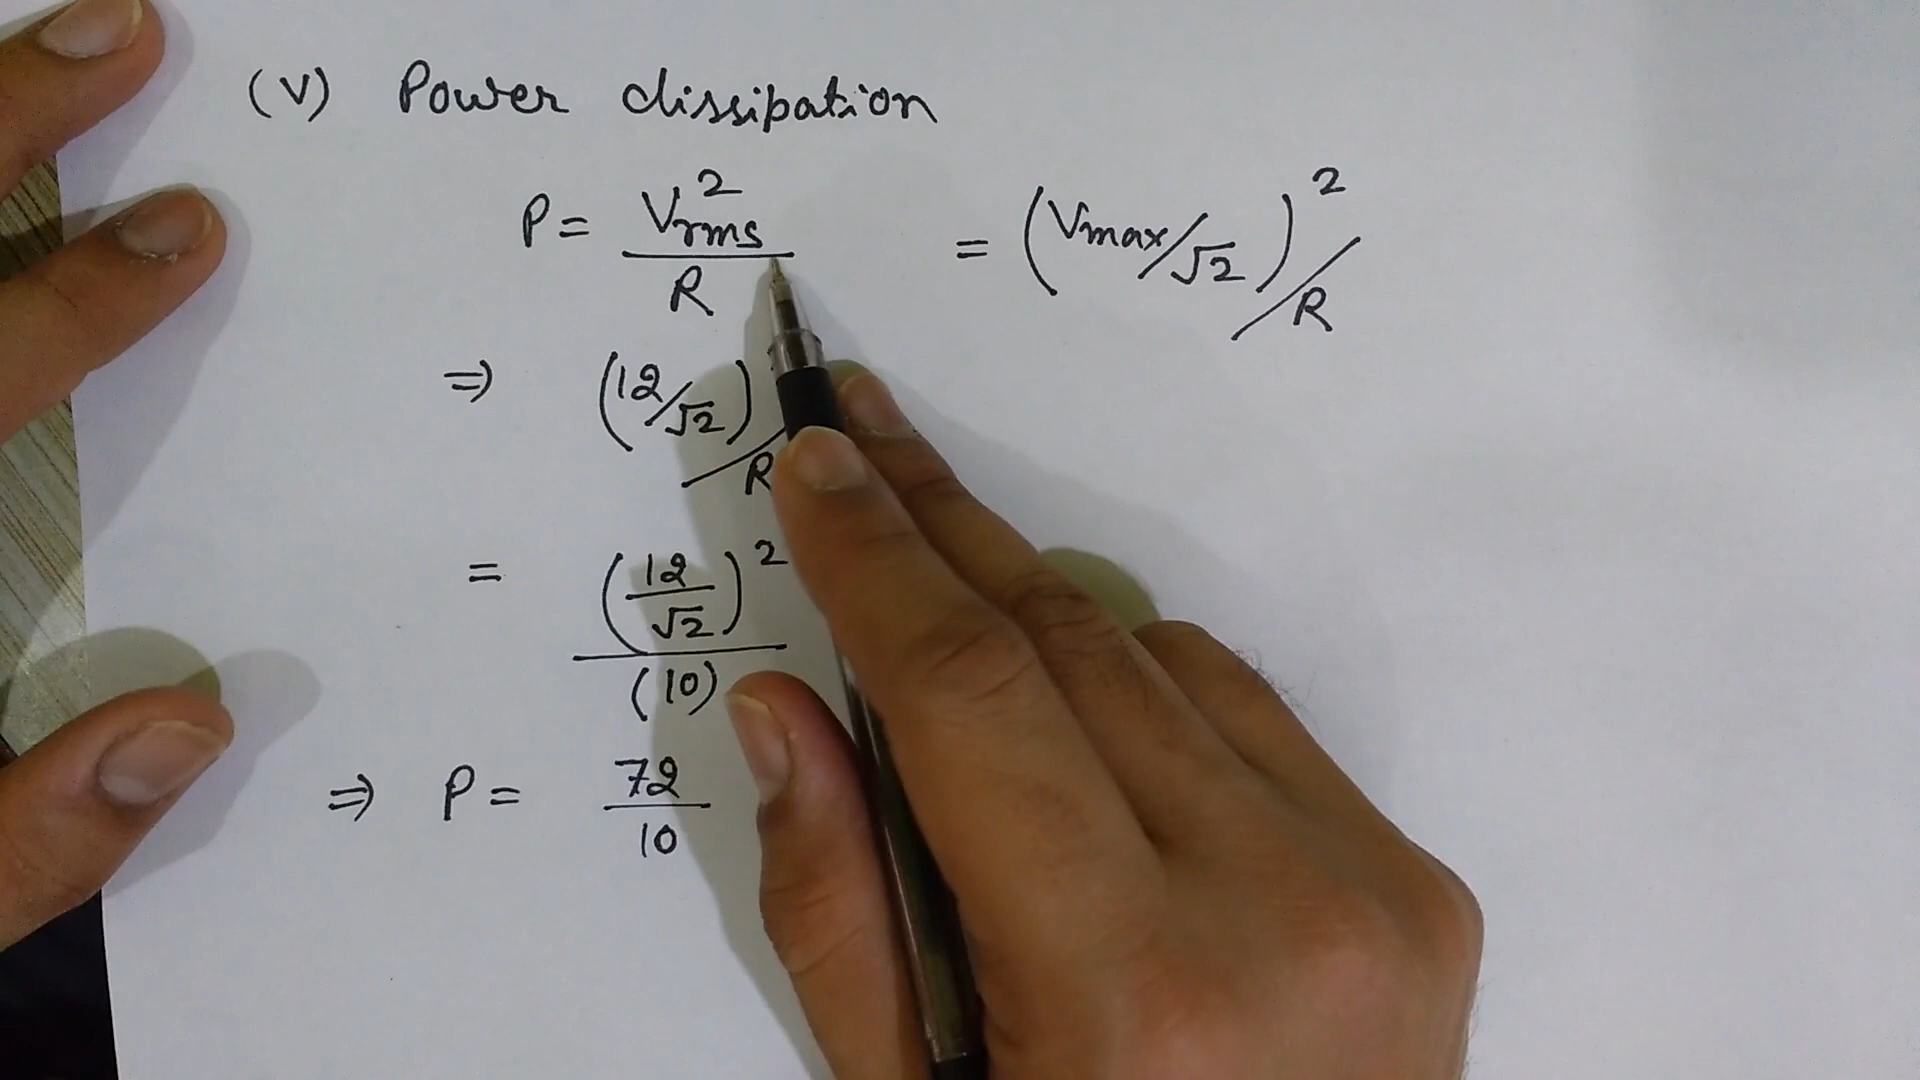 (V) Power dissipation
P = V²rms / R = (Vmax/√2)² / R
⇒ (12/√2) / R
= (12/√2)² / (10)
⇒ P = 72/10